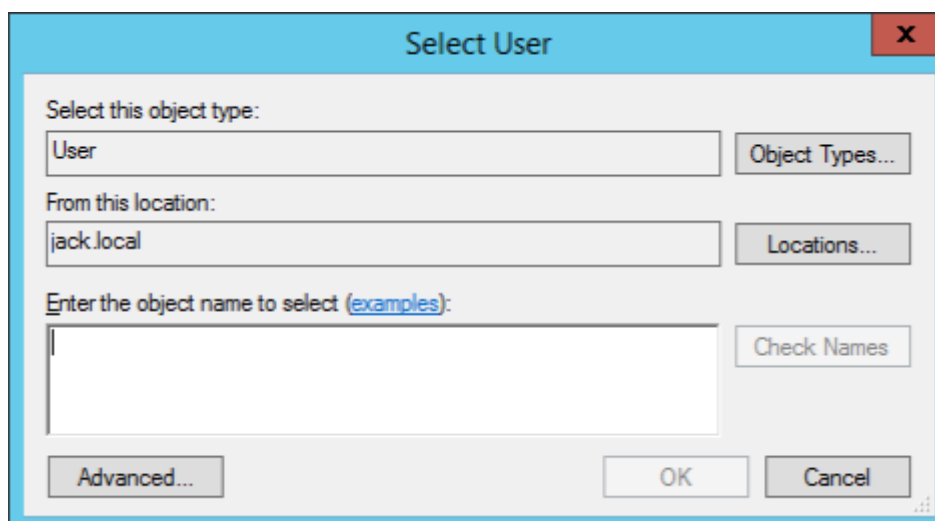 Select User
x
Select this object type:
User
Object Types...
From this location:
jack.local
Locations...
Enter the object name to select (examples):
Check Names
Advanced...
OK
Cancel